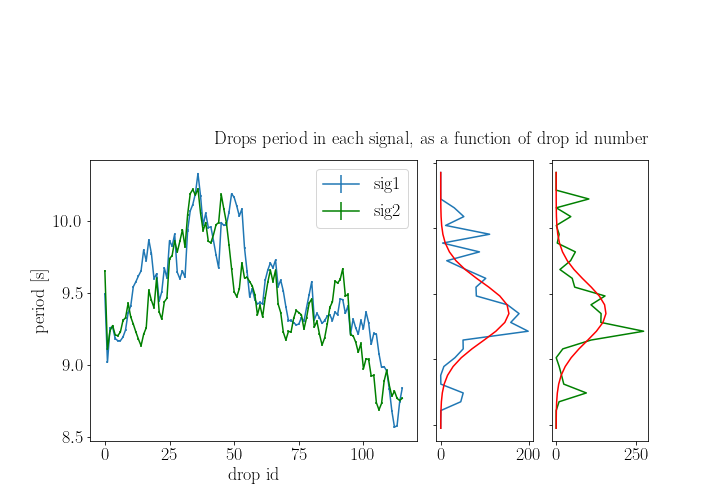 Drops period in each signal, as a function of drop id number
sig1
sig2
10.0
9.5
9.0
8.5
period [s]
0 25 50 75 100
drop id
0 200
0 250